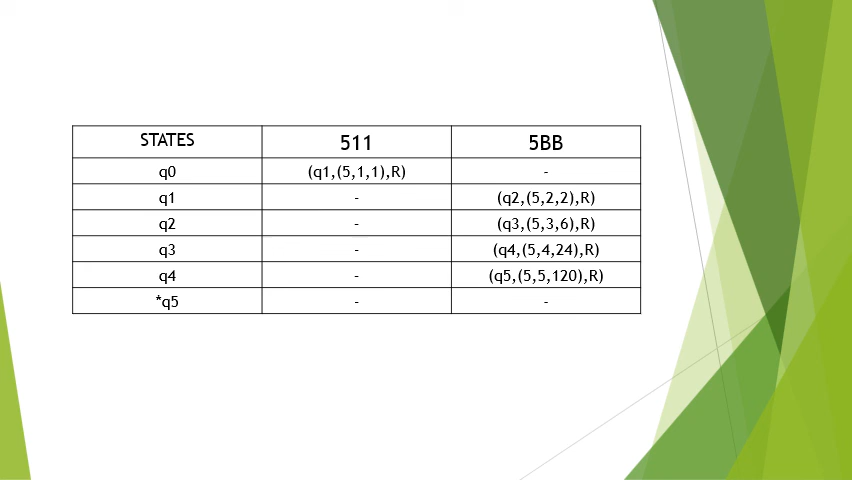 STATES 511 5BB
q0 (q1,(5,1,1),R) -
q1 - (q2,(5,2,2),R)
q2 - (q3,(5,3,6),R)
q3 - (q4,(5,4,24),R)
q4 - (q5,(5,5,120),R)
*q5 - -